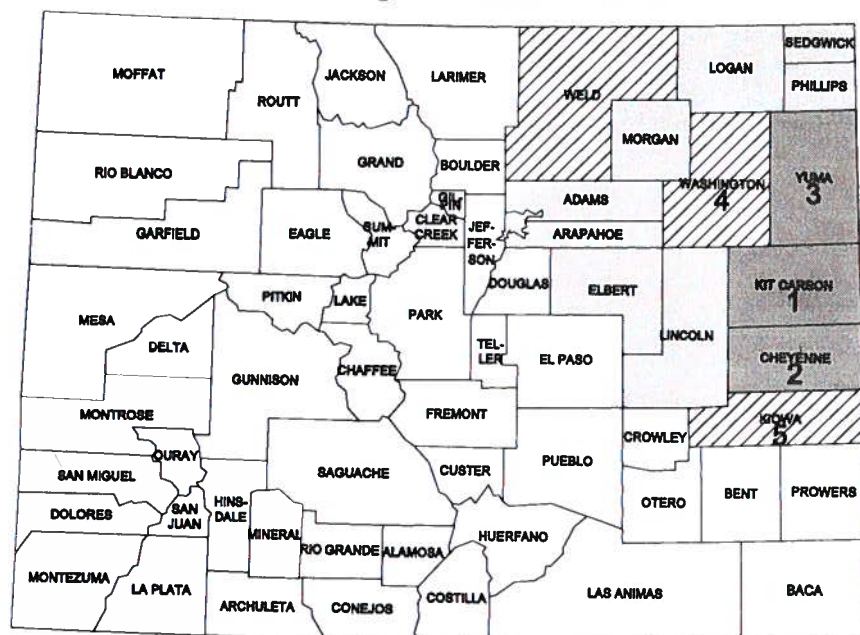 MOFFAT
ROUTT
JACKSON
LARIMER
WELD
LOGAN
SEDGWICK
PHILLIPS
MORGAN
RIO BLANCO
GRAND
BOULDER
WASHINGTON
4
YUMA
3
GARFIELD
EAGLE
SUM-
MIT
GIL-
PIN
CLEAR
CREEK
JEF-
FER-
SON
ADAMS
ARAPAHOE
PITKIN
LAKE
PARK
DOUGLAS
ELBERT
LINCOLN
KIT CARSON
1
MESA
DELTA
GUNNISON
CHAFFEE
TEL-
LER
EL PASO
CHEYENNE
2
MONTROSE
OURAY
FREMONT
CROWLEY
KIOWA
5
SAN MIGUEL
SAGUACHE
CUSTER
PUEBLO
DOLORES
SAN
JUAN
HINS-
DALE
MINERAL
RIO GRANDE
ALAMOSA
HUERFANO
OTERO
BENT
PROWERS
MONTEZUMA
LA PLATA
ARCHULETA
CONEJOS
COSTILLA
LAS ANIMAS
BACA